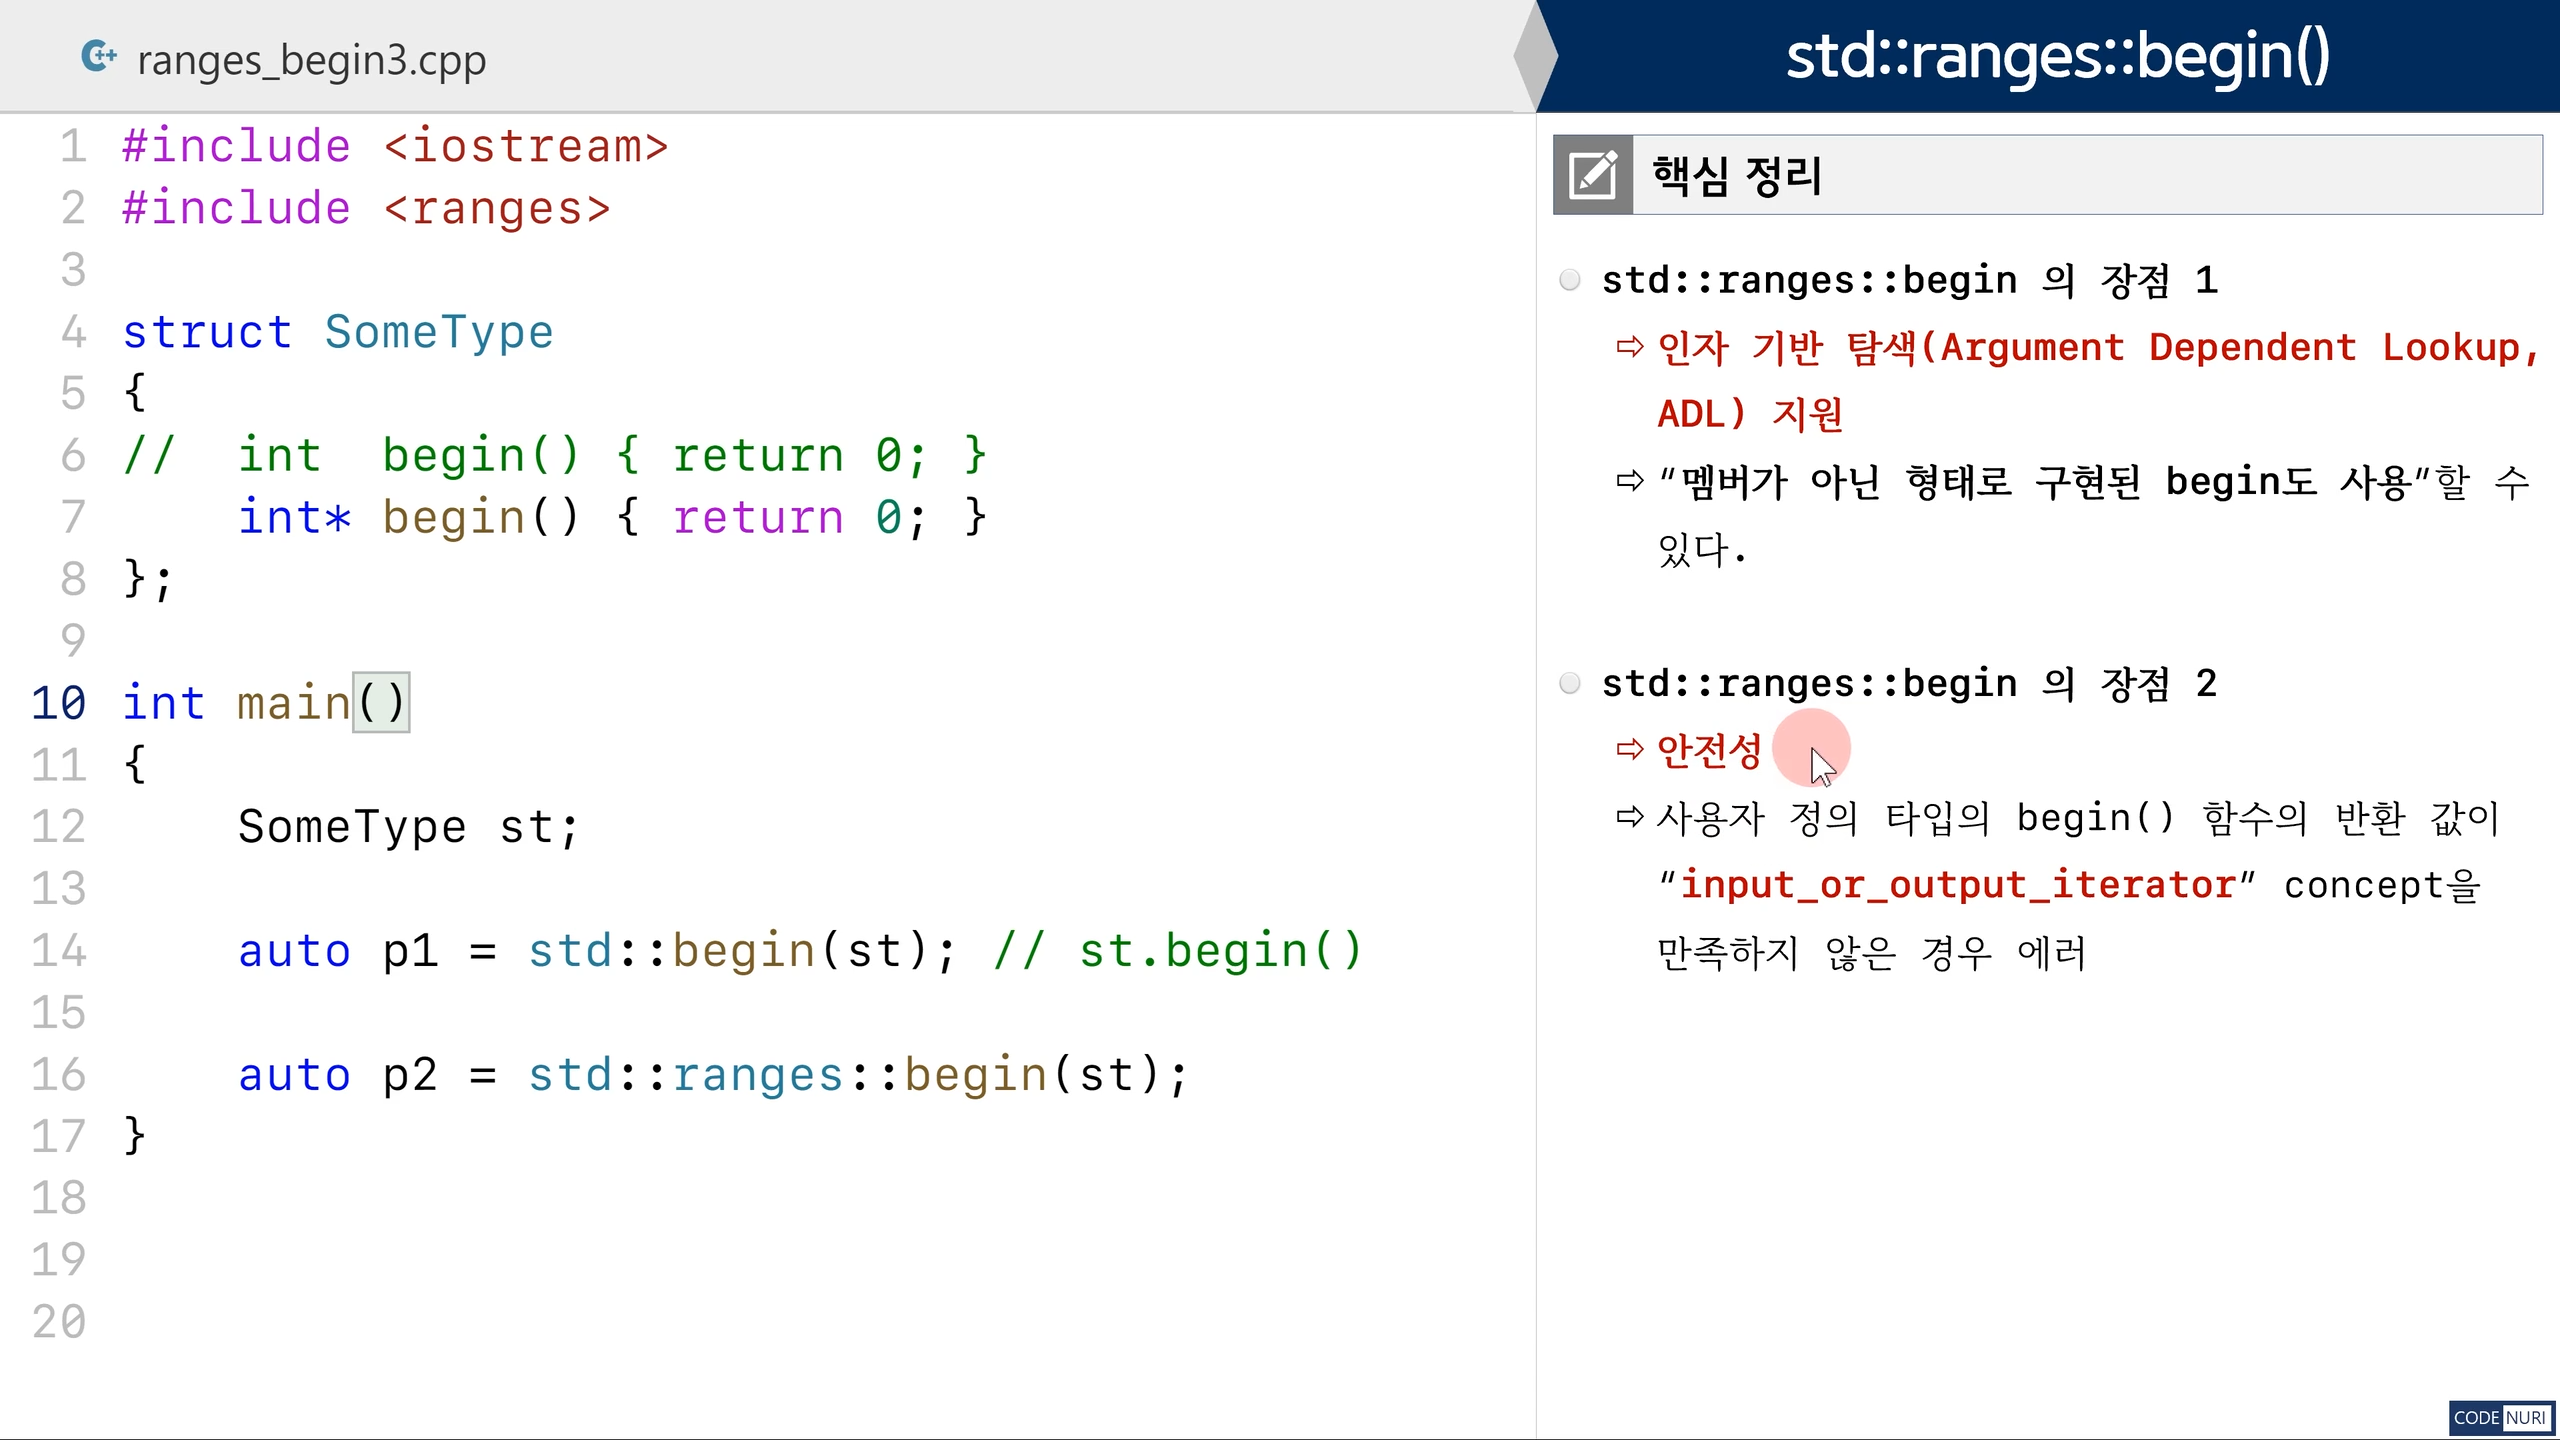 ranges_begin3.cpp
std::ranges::begin()
1 #include <iostream>
2 #include <ranges>
3
4 struct SomeType
5 {
6 //  int  begin() { return 0; }
7     int* begin() { return 0; }
8 };
9
10 int main()
11 {
12     SomeType st;
13
14     auto p1 = std::begin(st); // st.begin()
15
16     auto p2 = std::ranges::begin(st);
17 }
18
19
20
핵심 정리
std::ranges::begin 의 장점 1
⇨ 인자 기반 탐색(Argument Dependent Lookup,
ADL) 지원
⇨ “멤버가 아닌 형태로 구현된 begin도 사용”할 수
있다.
std::ranges::begin 의 장점 2
⇨ 안전성
⇨ 사용자 정의 타입의 begin() 함수의 반환 값이
“input_or_output_iterator” concept을
만족하지 않은 경우 에러
CODE NURI